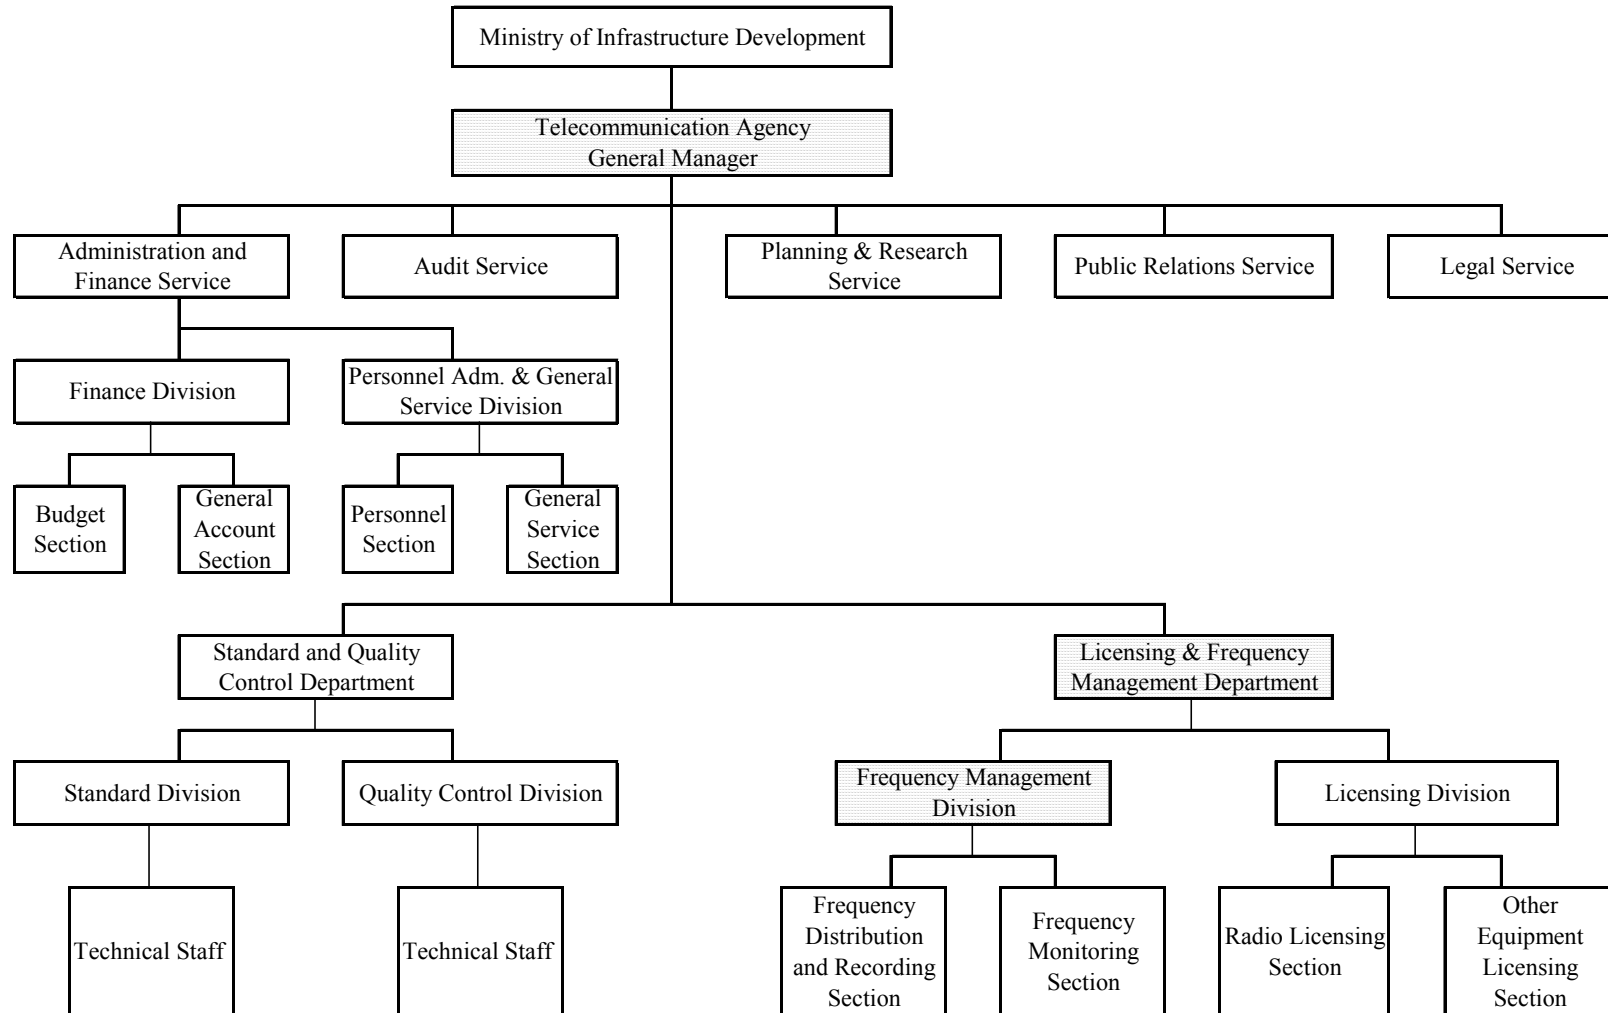 Ministry of Infrastructure Development
Telecommunication Agency
General Manager
Administration and
Finance Service
Audit Service
Planning & Research
Service
Public Relations Service
Legal Service
Finance Division
Personnel Adm. & General
Service Division
Budget
Section
General
Account
Section
Personnel
Section
General
Service
Section
Standard and Quality
Control Department
Licensing & Frequency
Management Department
Standard Division
Quality Control Division
Frequency Management
Division
Licensing Division
Technical Staff
Technical Staff
Frequency
Distribution
and Recording
Section
Frequency
Monitoring
Section
Radio Licensing
Section
Other
Equipment
Licensing
Section